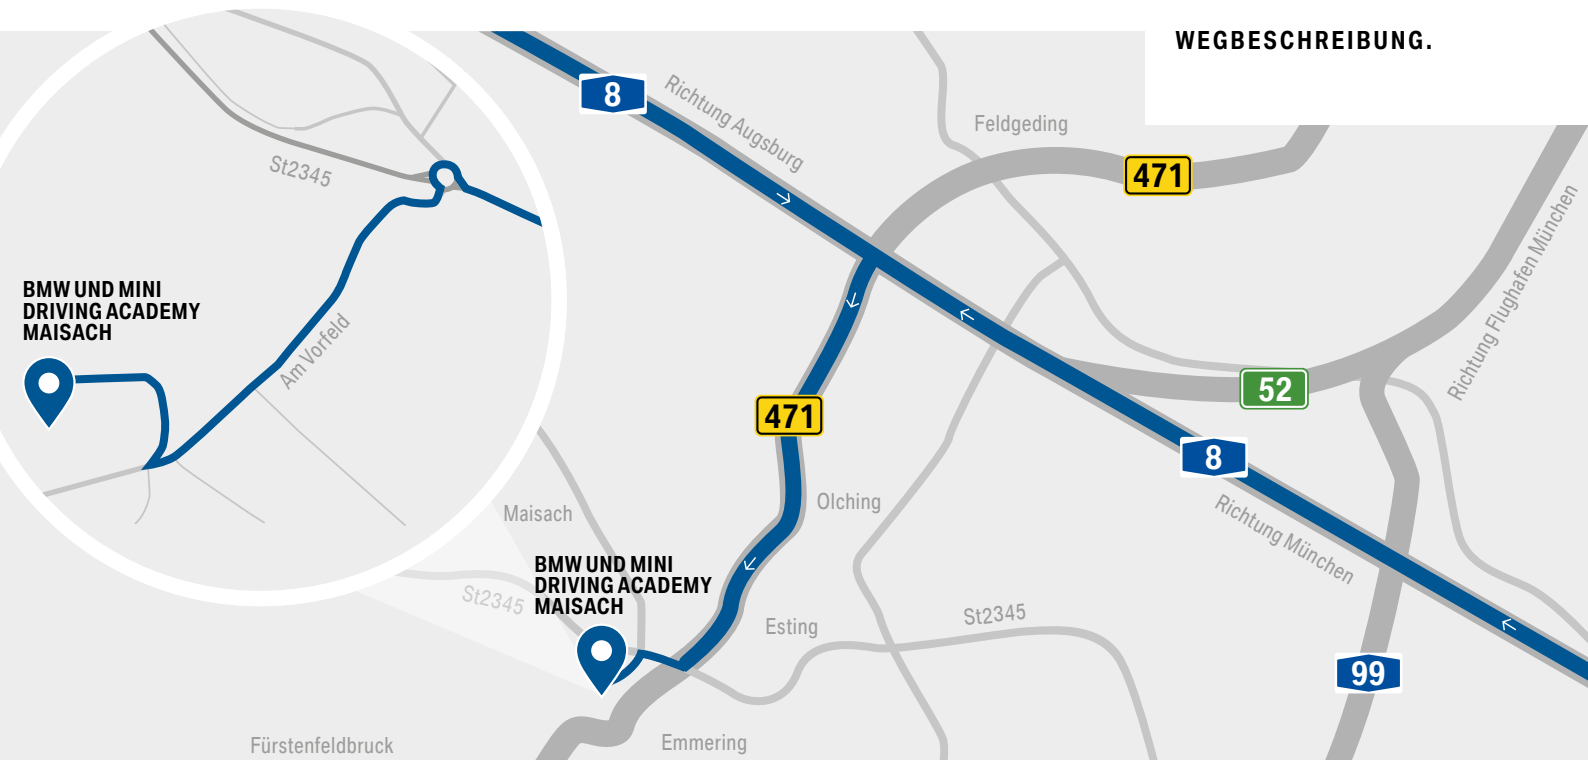 WEGBESCHREIBUNG.
8
Richtung Augsburg
Feldgeding
471
St2345
Richtung Flughafen München
BMW UND MINI
DRIVING ACADEMY
MAISACH
Am Vorfeld
52
471
8
Olching
Richtung München
Maisach
BMW UND MINI
DRIVING ACADEMY
MAISACH
St2345
Esting
St2345
99
Fürstenfeldbruck
Emmering